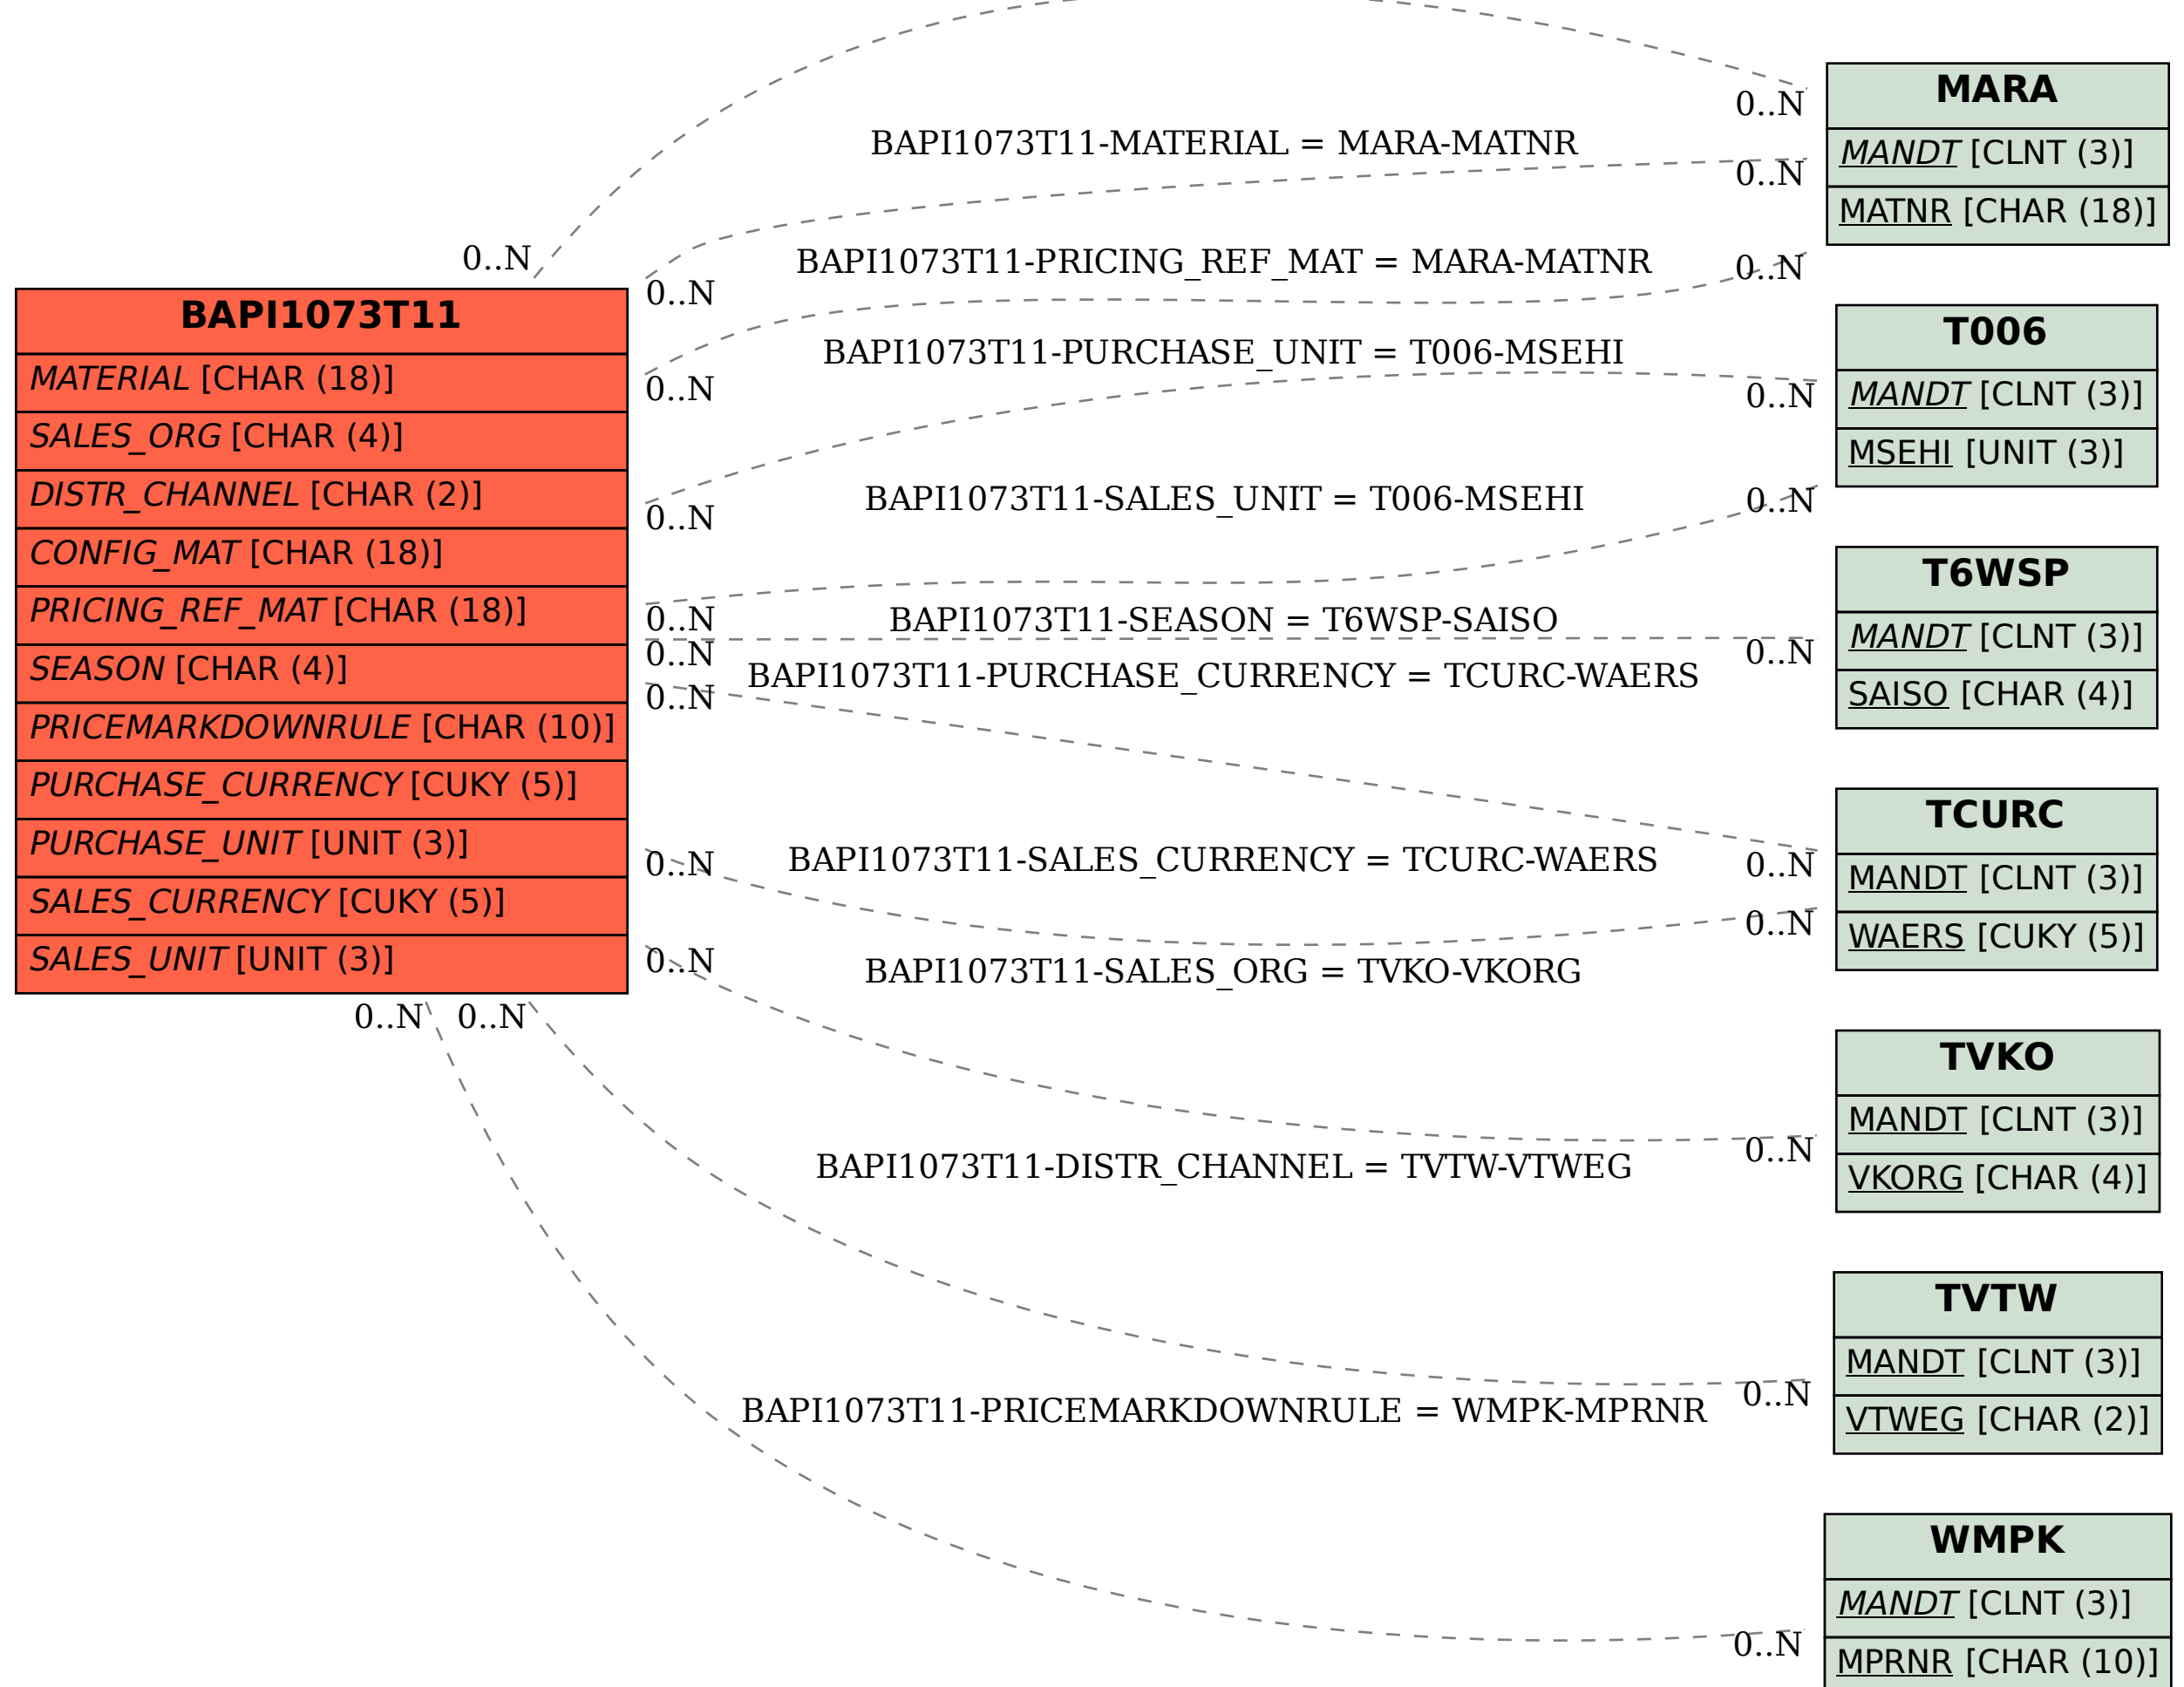 BAPI1073T11
MATERIAL [CHAR (18)]
SALES_ORG [CHAR (4)]
DISTR_CHANNEL [CHAR (2)]
CONFIG_MAT [CHAR (18)]
PRICING_REF_MAT [CHAR (18)]
SEASON [CHAR (4)]
PRICEMARKDOWNRULE [CHAR (10)]
PURCHASE_CURRENCY [CUKY (5)]
PURCHASE_UNIT [UNIT (3)]
SALES_CURRENCY [CUKY (5)]
SALES_UNIT [UNIT (3)]
0..N
0..N
0..N
0..N
0..N
0..N
0..N
0..N
0..N
0..N
0..N
BAPI1073T11-MATERIAL = MARA-MATNR
BAPI1073T11-PRICING_REF_MAT = MARA-MATNR
BAPI1073T11-PURCHASE_UNIT = T006-MSEHI
BAPI1073T11-SALES_UNIT = T006-MSEHI
BAPI1073T11-SEASON = T6WSP-SAISO
BAPI1073T11-PURCHASE_CURRENCY = TCURC-WAERS
BAPI1073T11-SALES_CURRENCY = TCURC-WAERS
BAPI1073T11-SALES_ORG = TVKO-VKORG
BAPI1073T11-DISTR_CHANNEL = TVTW-VTWEG
BAPI1073T11-PRICEMARKDOWNRULE = WMPK-MPRNR
0..N
0..N
0..N
0..N
0..N
0..N
0..N
0..N
0..N
0..N
0..N
MARA
MANDT [CLNT (3)]
MATNR [CHAR (18)]
T006
MANDT [CLNT (3)]
MSEHI [UNIT (3)]
T6WSP
MANDT [CLNT (3)]
SAISO [CHAR (4)]
TCURC
MANDT [CLNT (3)]
WAERS [CUKY (5)]
TVKO
MANDT [CLNT (3)]
VKORG [CHAR (4)]
TVTW
MANDT [CLNT (3)]
VTWEG [CHAR (2)]
WMPK
MANDT [CLNT (3)]
MPRNR [CHAR (10)]